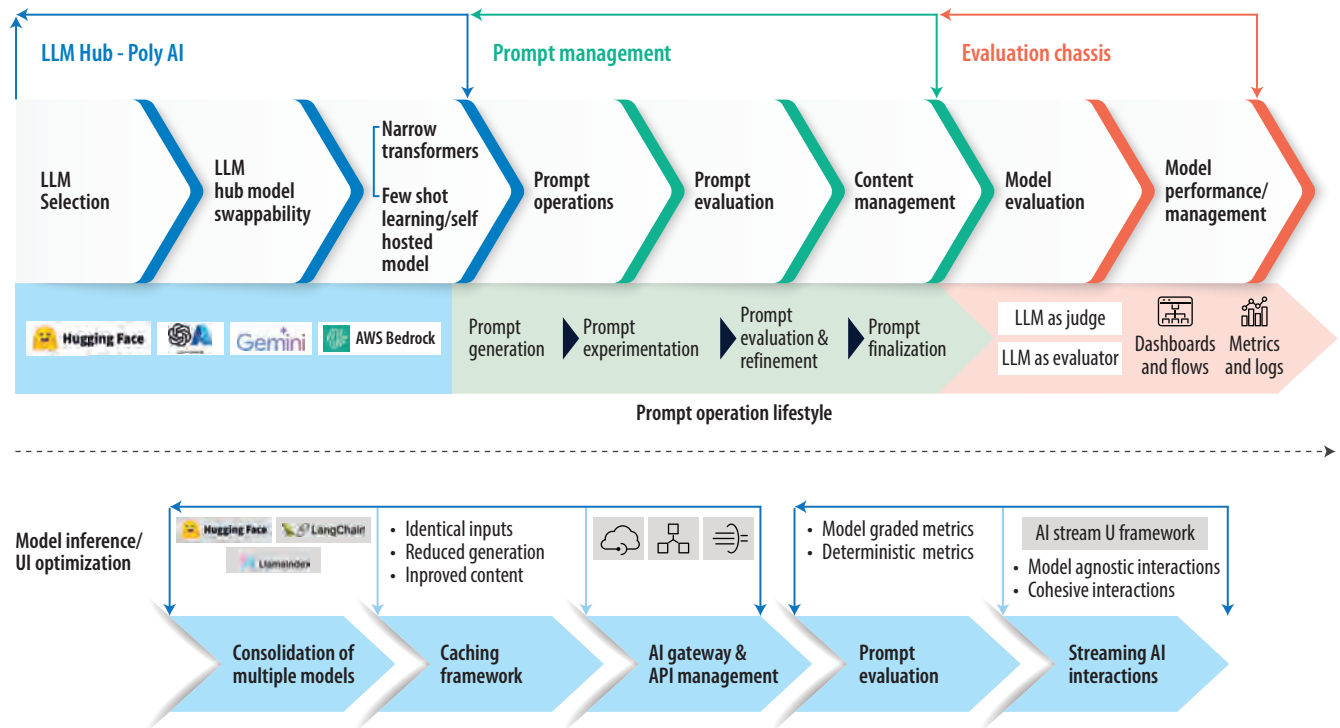 LLM Hub - Poly AI
Prompt management
Evaluation chassis
LLM
Selection
LLM
hub model
swappability
Narrow
transformers
Few shot
learning/self
hosted
model
Prompt
operations
Prompt
evaluation
Content
management
Model
evaluation
Model
performance/
management
Hugging Face
Gemini
AWS Bedrock
Prompt
generation
Prompt
experimentation
Prompt
evaluation &
refinement
Prompt
finalization
LLM as judge
LLM as evaluator
Dashboards
and flows
Metrics
and logs
Prompt operation lifestyle
Model inference/
UI optimization
Hugging Face
LangChain
LlamaIndex
• Identical inputs
• Reduced generation
• Inproved content
• Model graded metrics
• Deterministic metrics
AI stream U framework
• Model agnostic interactions
• Cohesive interactions
Consolidation of
multiple models
Caching
framework
AI gateway &
API management
Prompt
evaluation
Streaming AI
interactions